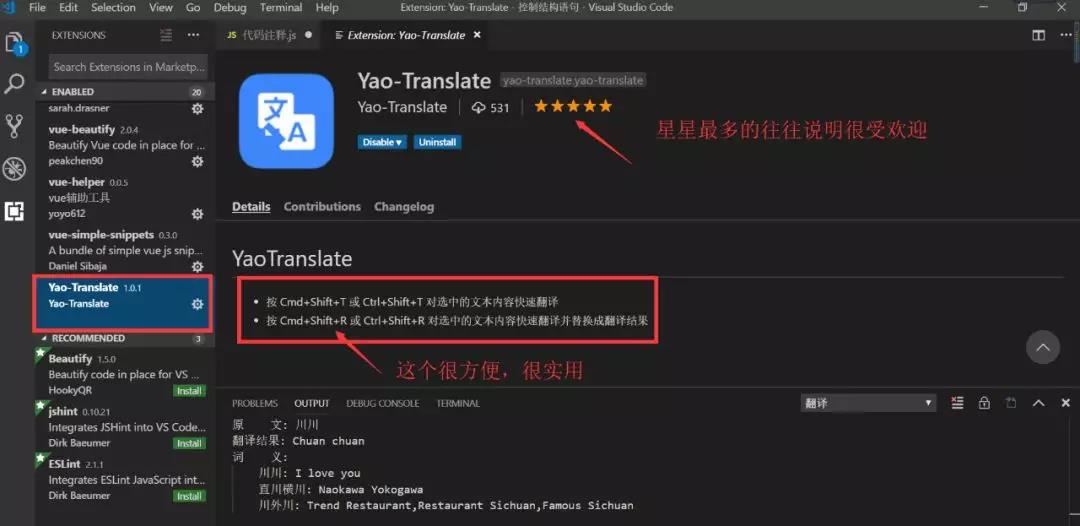 File Edit Selection View Go Debug Terminal Help
Extension: Yao-Translate - 控制结构语句 - Visual Studio Code
EXTENSIONS
JS 代码注释.js
Extension: Yao-Translate
1
Search Extensions in Marketp...
ENABLED 20
sarah.drasner
vue-beautify 2.0.4
Beautify Vue code in place for ...
peakchen90
vue-helper 0.0.5
vue辅助工具
yoyo612
vue-simple-snippets 0.3.0
A bundle of simple vue js snip...
Daniel Sibaja
Yao-Translate 1.0.1
Yao-Translate
RECOMMENDED 3
Beautify 1.5.0
Beautify code in place for VS ...
HookyQR Install
jshint 0.10.21
Integrates JSHint into VS Code...
Dirk Baeumer Install
ESLint 2.1.1
Integrates ESLint JavaScript int...
Dirk Baeumer Install
文 A
Yao-Translate yao-translate.yao-translate
Yao-Translate 531
Disable Uninstall
星星最多的往往说明很受欢迎
Details Contributions Changelog
YaoTranslate
按 Cmd+Shift+T 或 Ctrl+Shift+T 对选中的文本内容快速翻译
按 Cmd+Shift+R 或 Ctrl+Shift+R 对选中的文本内容快速翻译并替换成翻译结果
这个很方便，很实用
PROBLEMS OUTPUT DEBUG CONSOLE TERMINAL 翻译
原 文: 川川
翻译结果: Chuan chuan
词 义:
川川: I love you
直川横川: Naokawa Yokogawa
川外川: Trend Restaurant,Restaurant Sichuan,Famous Sichuan